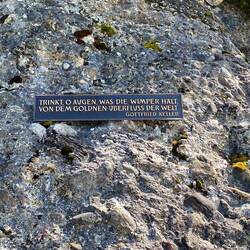 TRINKT, O AUGEN, WAS DIE WIMPER HÄLT,
VON DEM GOLDNEN ÜBERFLUSS DER WELT
GOTTFRIED KELLER